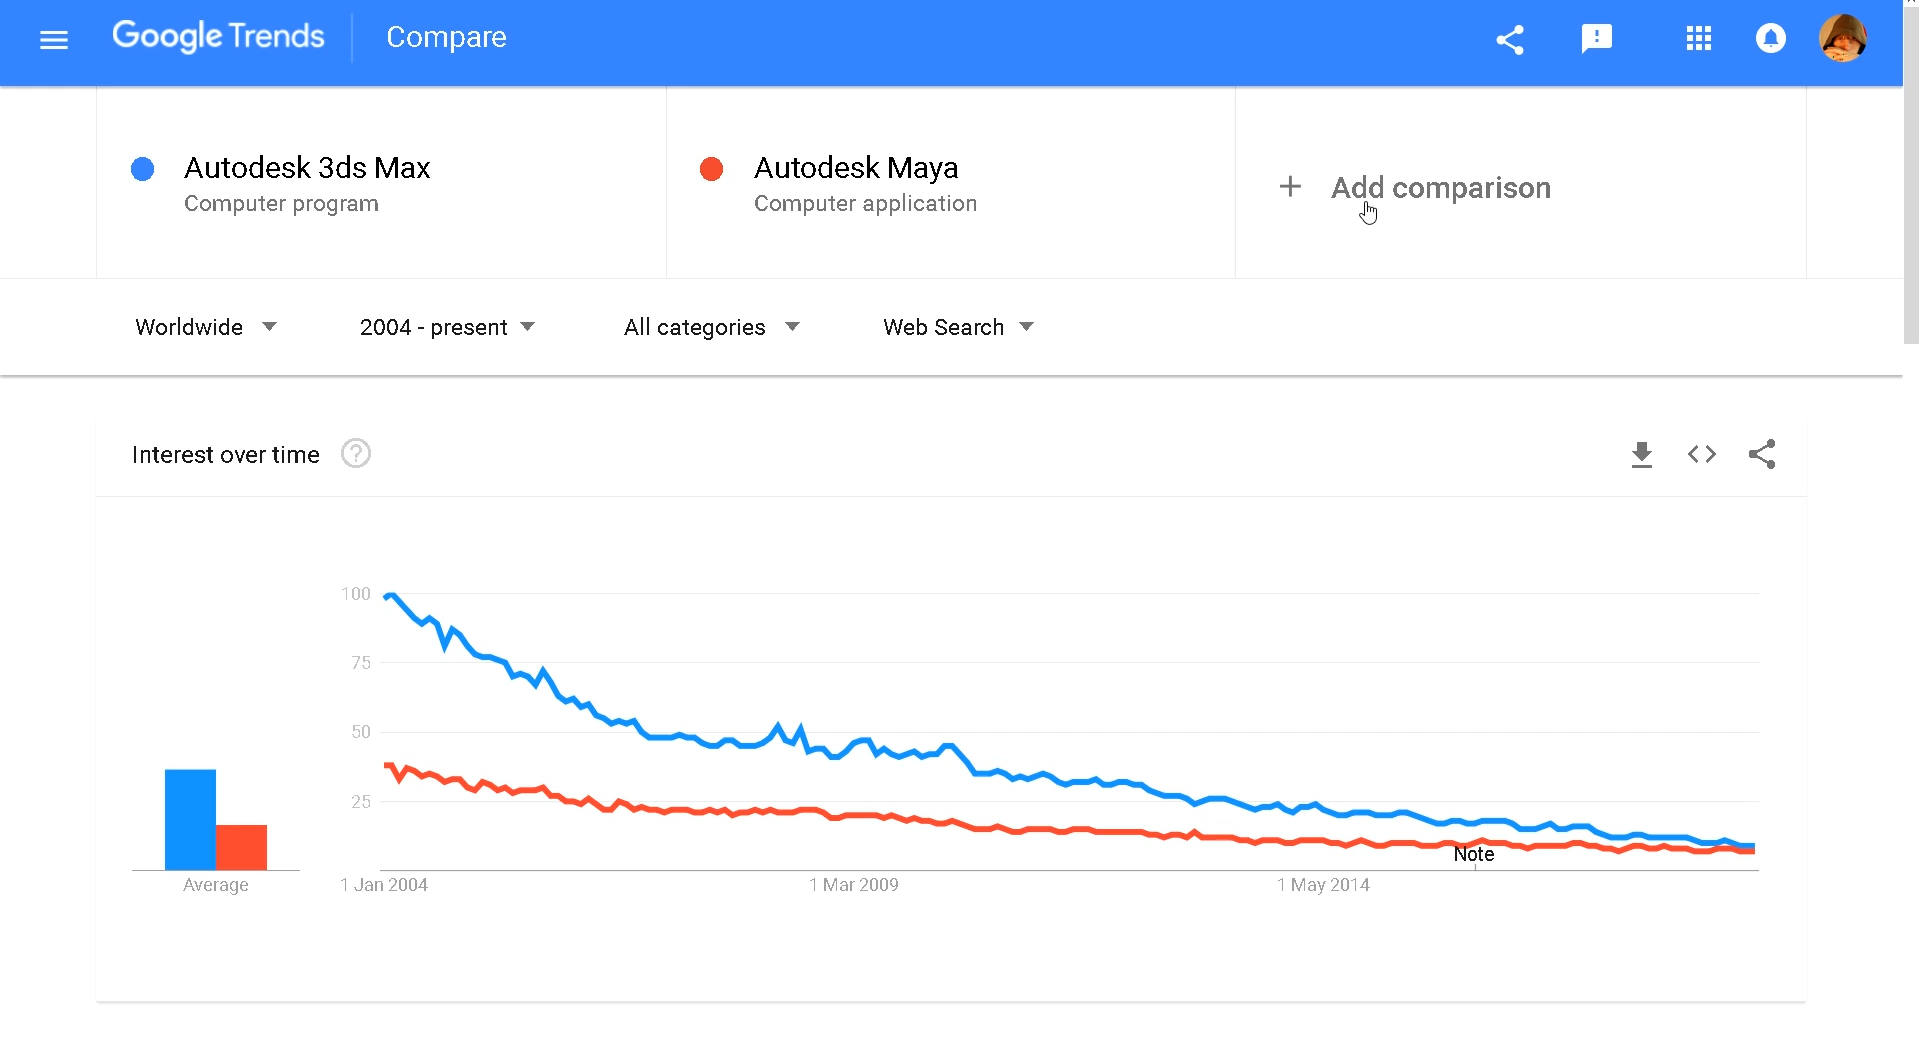 Google Trends
Compare
Autodesk 3ds Max
Computer program
Autodesk Maya
Computer application
+ Add comparison
Worldwide
2004 - present
All categories
Web Search
Interest over time
?
100
75
50
25
Note
Average
1 Jan 2004
1 Mar 2009
1 May 2014